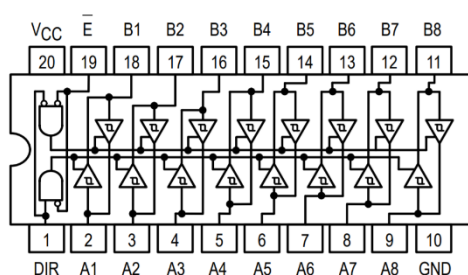 VCC E B1 B2 B3 B4 B5 B6 B7 B8
20 19 18 17 16 15 14 13 12 11
1 2 3 4 5 6 7 8 9 10
DIR A1 A2 A3 A4 A5 A6 A7 A8 GND